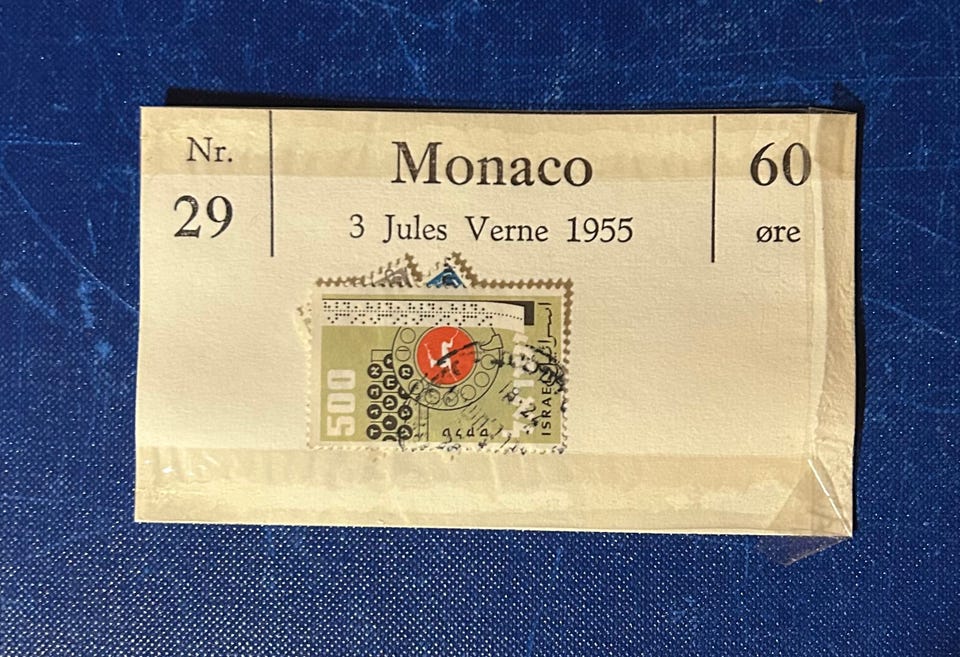 Nr.
29
Monaco
3 Jules Verne 1955
60
øre
500
ISRAEL